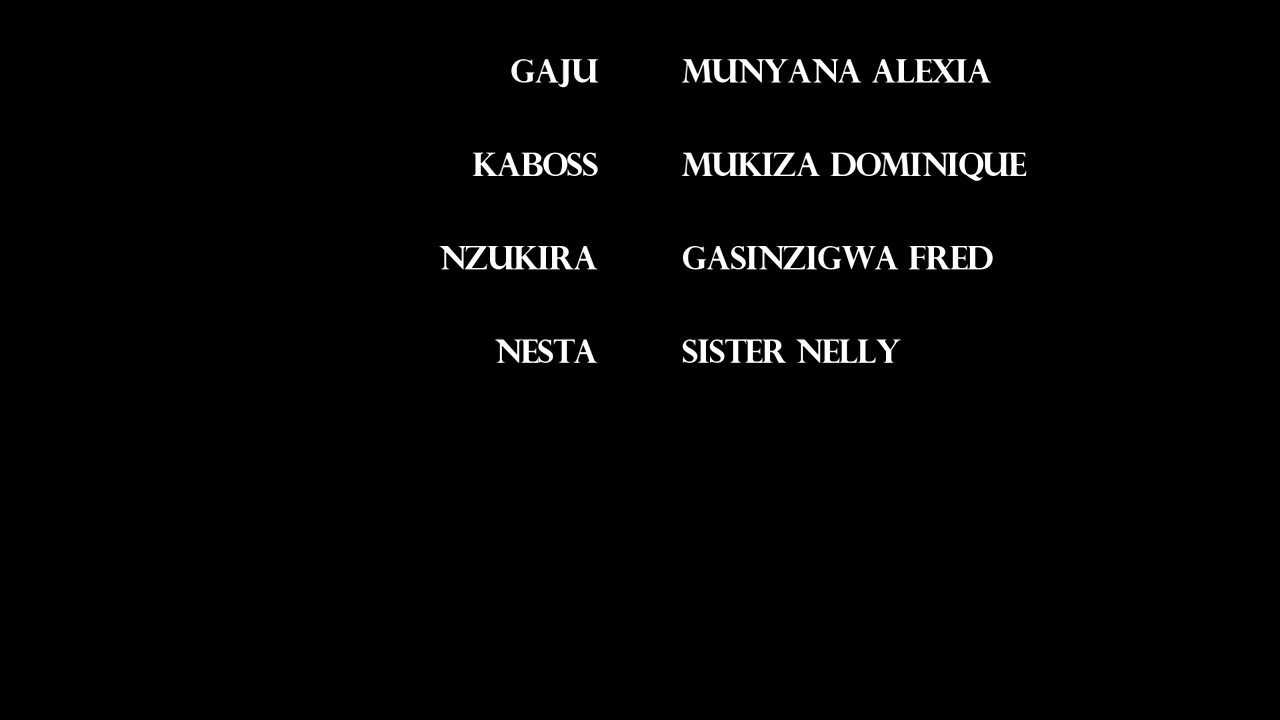 GAJU MUNYANA ALEXIA
KABOSS MUKIZA DOMINIQUE
NZUKIRA GASINZIGWA FRED
NESTA SISTER NELLY